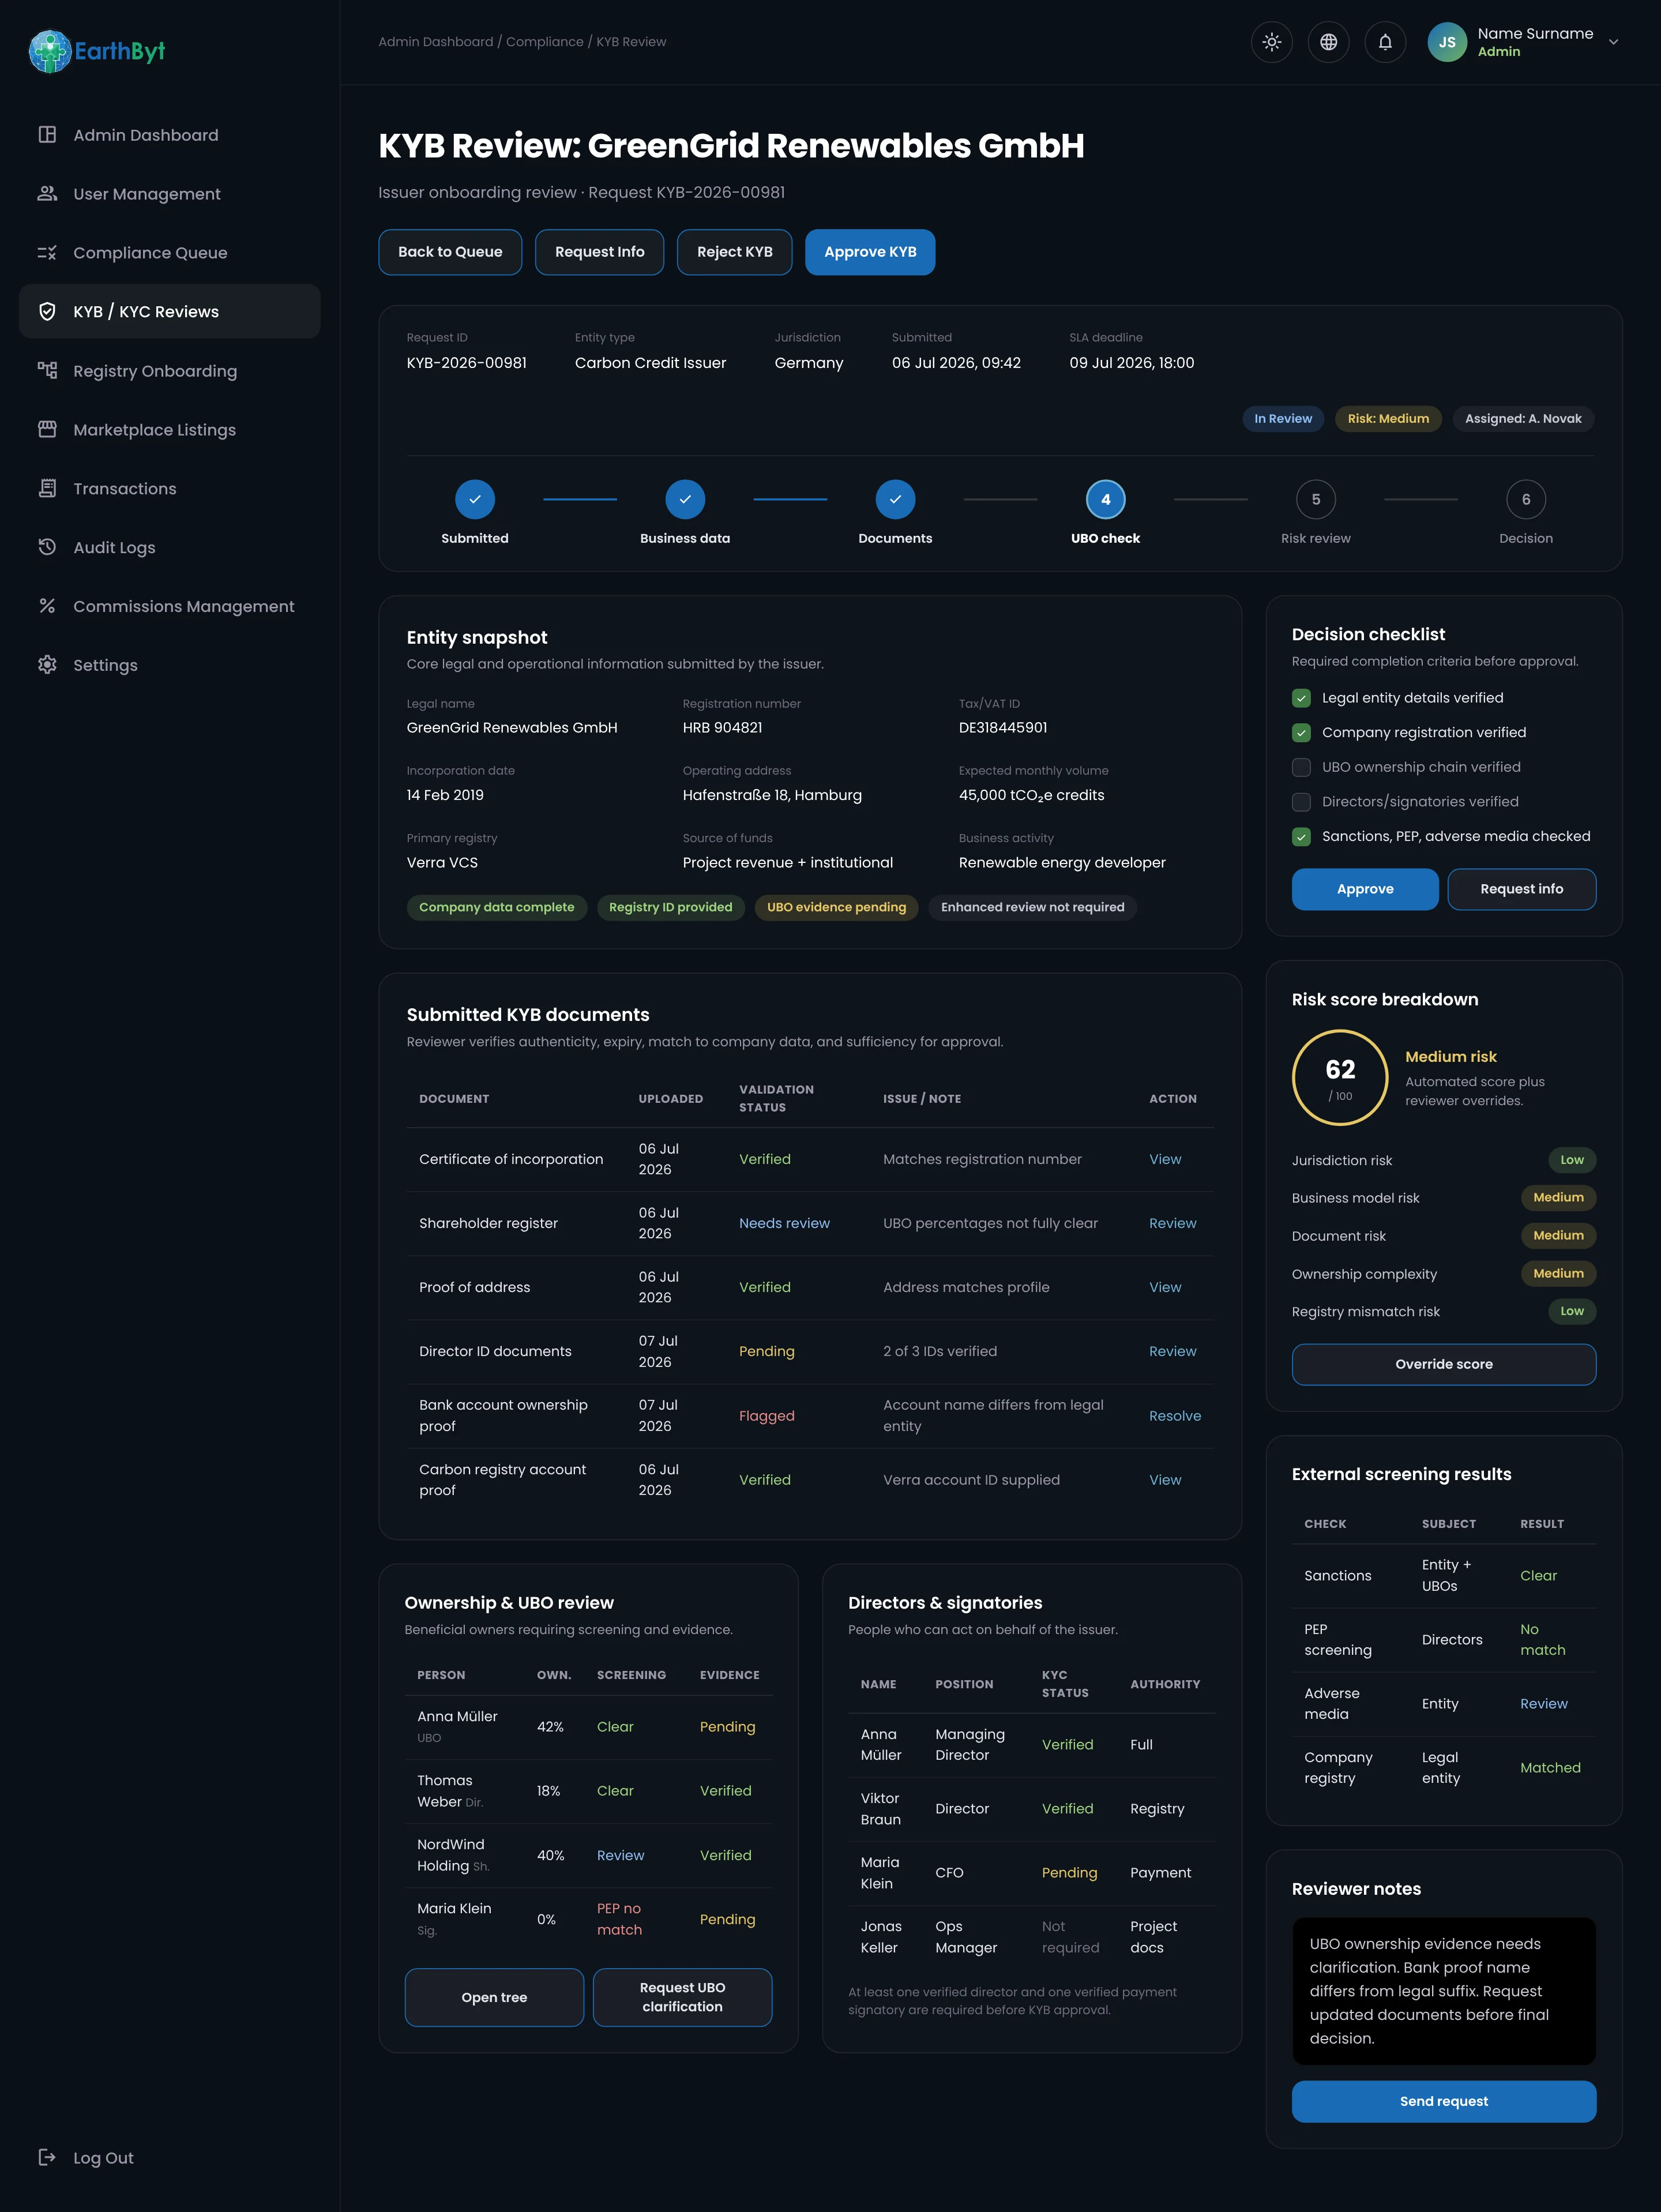 EarthByt
Admin Dashboard / Compliance / KYB Review
JS
Name Surname
Admin
Admin Dashboard
User Management
Compliance Queue
KYB / KYC Reviews
Registry Onboarding
Marketplace Listings
Transactions
Audit Logs
Commissions Management
Settings
Log Out
KYB Review: GreenGrid Renewables GmbH
Issuer onboarding review · Request KYB-2026-00981
Back to Queue
Request Info
Reject KYB
Approve KYB
Request ID
KYB-2026-00981
Entity type
Carbon Credit Issuer
Jurisdiction
Germany
Submitted
06 Jul 2026, 09:42
SLA deadline
09 Jul 2026, 18:00
In Review
Risk: Medium
Assigned: A. Novak
Submitted
Business data
Documents
4
UBO check
5
Risk review
6
Decision
Entity snapshot
Core legal and operational information submitted by the issuer.
Legal name
GreenGrid Renewables GmbH
Registration number
HRB 904821
Tax/VAT ID
DE318445901
Incorporation date
14 Feb 2019
Operating address
Hafenstraße 18, Hamburg
Expected monthly volume
45,000 tCO₂e credits
Primary registry
Verra VCS
Source of funds
Project revenue + institutional
Business activity
Renewable energy developer
Company data complete
Registry ID provided
UBO evidence pending
Enhanced review not required
Submitted KYB documents
Reviewer verifies authenticity, expiry, match to company data, and sufficiency for approval.
DOCUMENT
UPLOADED
VALIDATION
STATUS
ISSUE / NOTE
ACTION
Certificate of incorporation
06 Jul
2026
Verified
Matches registration number
View
Shareholder register
06 Jul
2026
Needs review
UBO percentages not fully clear
Review
Proof of address
06 Jul
2026
Verified
Address matches profile
View
Director ID documents
07 Jul
2026
Pending
2 of 3 IDs verified
Review
Bank account ownership
proof
07 Jul
2026
Flagged
Account name differs from legal
entity
Resolve
Carbon registry account
proof
06 Jul
2026
Verified
Verra account ID supplied
View
Ownership & UBO review
Beneficial owners requiring screening and evidence.
PERSON
OWN.
SCREENING
EVIDENCE
Anna Müller
UBO
42%
Clear
Pending
Thomas
Weber Dir.
18%
Clear
Verified
NordWind
Holding Sh.
40%
Review
Verified
Maria Klein
Sig.
0%
PEP no
match
Pending
Open tree
Request UBO
clarification
Directors & signatories
People who can act on behalf of the issuer.
NAME
POSITION
KYC
STATUS
AUTHORITY
Anna
Müller
Managing
Director
Verified
Full
Viktor
Braun
Director
Verified
Registry
Maria
Klein
CFO
Pending
Payment
Jonas
Keller
Ops
Manager
Not
required
Project
docs
At least one verified director and one verified payment
signatory are required before KYB approval.
Decision checklist
Required completion criteria before approval.
Legal entity details verified
Company registration verified
UBO ownership chain verified
Directors/signatories verified
Sanctions, PEP, adverse media checked
Approve
Request info
Risk score breakdown
62
/ 100
Medium risk
Automated score plus
reviewer overrides.
Jurisdiction risk
Low
Business model risk
Medium
Document risk
Medium
Ownership complexity
Medium
Registry mismatch risk
Low
Override score
External screening results
CHECK
SUBJECT
RESULT
Sanctions
Entity +
UBOs
Clear
PEP
screening
Directors
No
match
Adverse
media
Entity
Review
Company
registry
Legal
entity
Matched
Reviewer notes
UBO ownership evidence needs
clarification. Bank proof name
differs from legal suffix. Request
updated documents before final
decision.
Send request